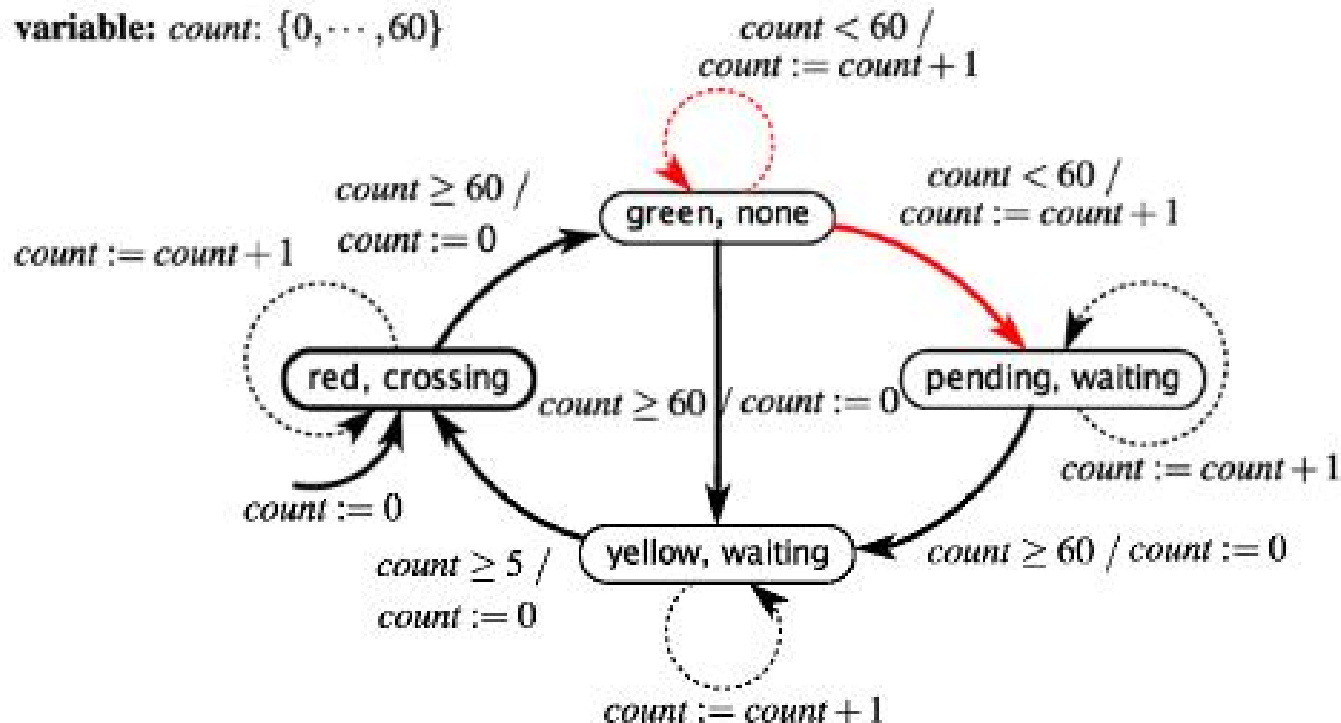 variable: count: {0,⋯,60}
count < 60 /
count := count + 1
count ≥ 60 /
count := 0
count < 60 /
count := count + 1
green, none
count := count + 1
red, crossing
count ≥ 60 / count := 0
pending, waiting
count := 0
count := count + 1
yellow, waiting
count ≥ 5 /
count := 0
count ≥ 60 / count := 0
count := count + 1